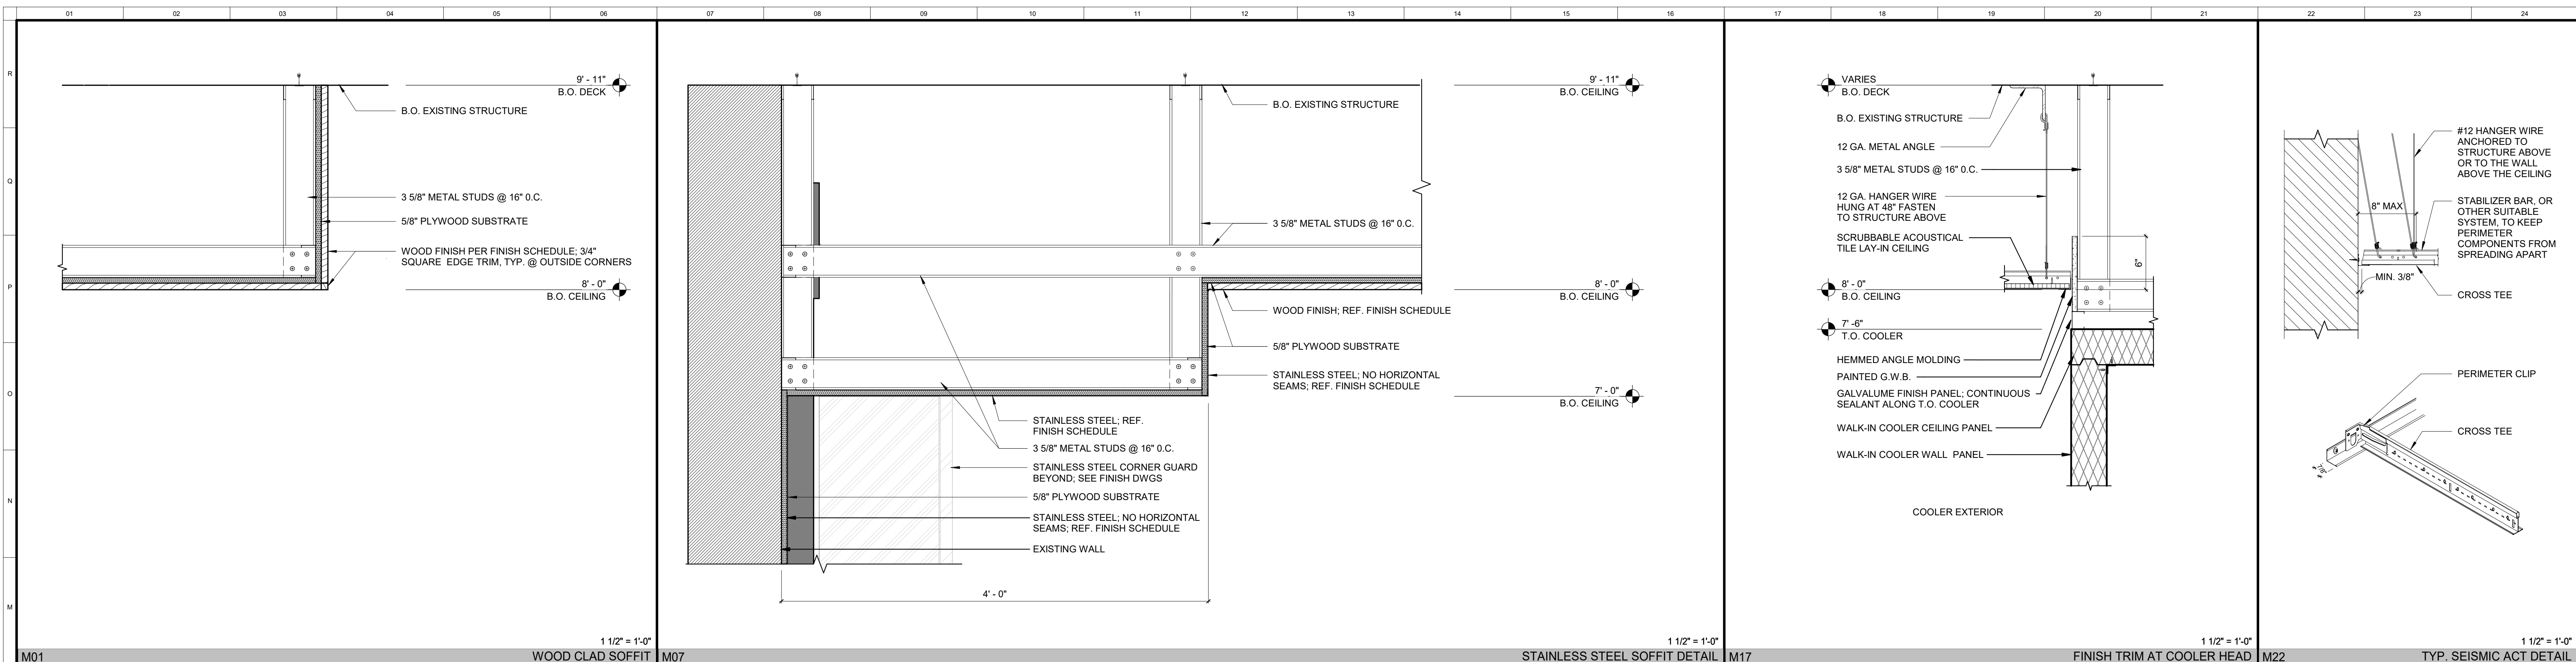 01 02 03 04 05 06 07 08 09 10 11 12 13 14 15 16 17 18 19 20 21 22 23 24
R
Q
P
O
N
M
9' - 11"
B.O. DECK
B.O. EXISTING STRUCTURE
3 5/8" METAL STUDS @ 16" 0.C.
5/8" PLYWOOD SUBSTRATE
WOOD FINISH PER FINISH SCHEDULE; 3/4"
SQUARE EDGE TRIM, TYP. @ OUTSIDE CORNERS
8' - 0"
B.O. CEILING
1 1/2" = 1'-0"
M01 WOOD CLAD SOFFIT
9' - 11"
B.O. CEILING
B.O. EXISTING STRUCTURE
3 5/8" METAL STUDS @ 16" 0.C.
8' - 0"
B.O. CEILING
WOOD FINISH; REF. FINISH SCHEDULE
5/8" PLYWOOD SUBSTRATE
STAINLESS STEEL; NO HORIZONTAL
SEAMS; REF. FINISH SCHEDULE
7' - 0"
B.O. CEILING
STAINLESS STEEL; REF.
FINISH SCHEDULE
3 5/8" METAL STUDS @ 16" 0.C.
STAINLESS STEEL CORNER GUARD
BEYOND; SEE FINISH DWGS
5/8" PLYWOOD SUBSTRATE
STAINLESS STEEL; NO HORIZONTAL
SEAMS; REF. FINISH SCHEDULE
EXISTING WALL
4' - 0"
1 1/2" = 1'-0"
M07 STAINLESS STEEL SOFFIT DETAIL
VARIES
B.O. DECK
B.O. EXISTING STRUCTURE
12 GA. METAL ANGLE
3 5/8" METAL STUDS @ 16" 0.C.
12 GA. HANGER WIRE
HUNG AT 48" FASTEN
TO STRUCTURE ABOVE
SCRUBBABLE ACOUSTICAL
TILE LAY-IN CEILING
6"
8' - 0"
B.O. CEILING
7' -6"
T.O. COOLER
HEMMED ANGLE MOLDING
PAINTED G.W.B.
GALVALUME FINISH PANEL; CONTINUOUS
SEALANT ALONG T.O. COOLER
WALK-IN COOLER CEILING PANEL
WALK-IN COOLER WALL PANEL
COOLER EXTERIOR
1 1/2" = 1'-0"
M17 FINISH TRIM AT COOLER HEAD
#12 HANGER WIRE
ANCHORED TO
STRUCTURE ABOVE
OR TO THE WALL
ABOVE THE CEILING
8" MAX
STABILIZER BAR, OR
OTHER SUITABLE
SYSTEM, TO KEEP
PERIMETER
COMPONENTS FROM
SPREADING APART
MIN. 3/8"
CROSS TEE
PERIMETER CLIP
CROSS TEE
7/8"
1 1/2" = 1'-0"
M22 TYP. SEISMIC ACT DETAIL